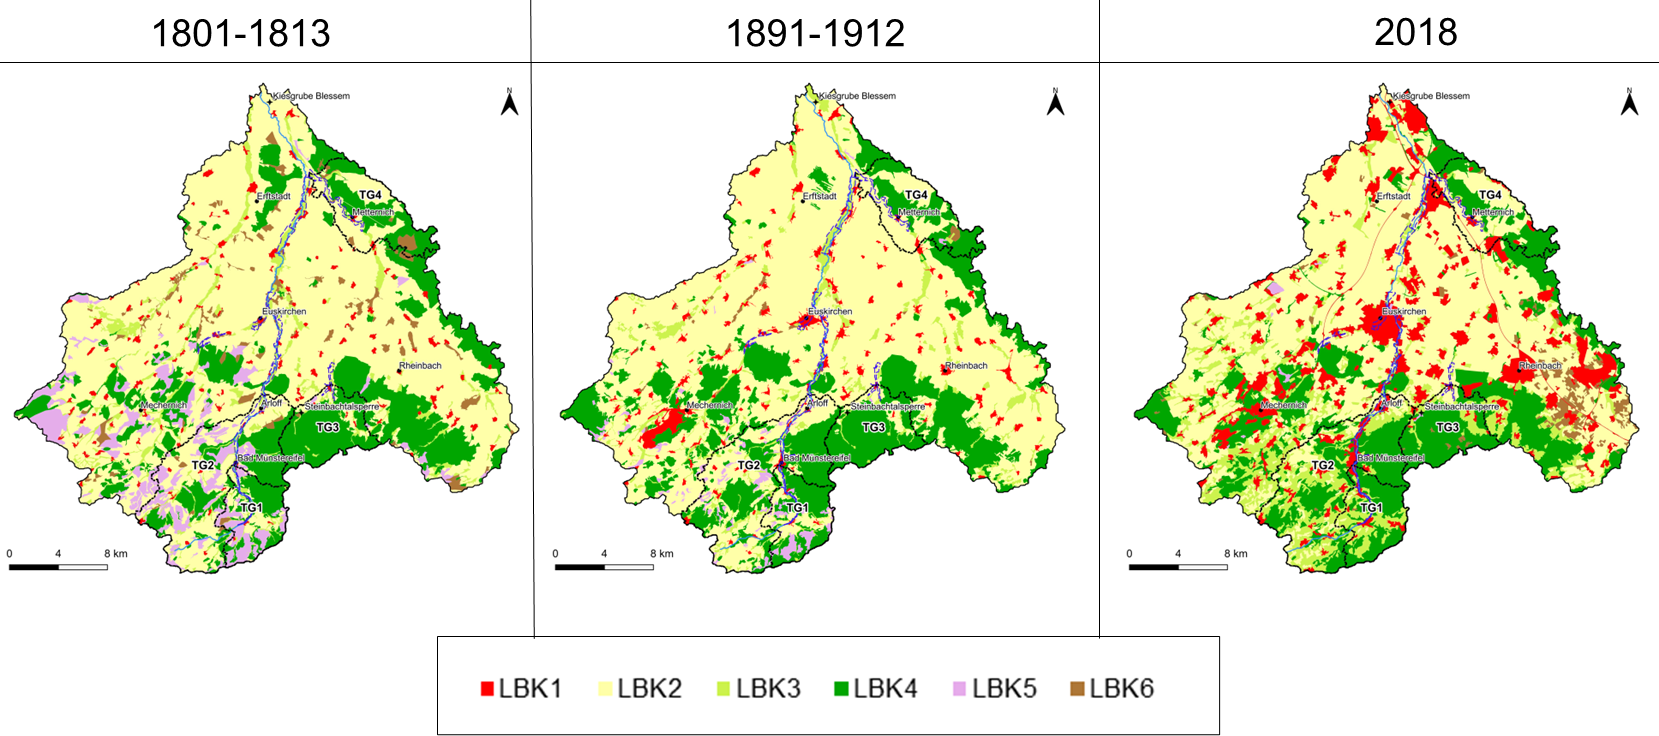 1801-1813
1891-1912
2018
N
Kiesgrube Blessem
TG4
Erftstadt
Metternich
Euskirchen
Rheinbach
Mechernich
Arloff
Steinbachtalsperre
TG3
Bad Münstereifel
TG2
TG1
0 4 8 km
N
Kiesgrube Blessem
TG4
Erftstadt
Metternich
Euskirchen
Rheinbach
Mechernich
Arloff
Steinbachtalsperre
TG3
Bad Münstereifel
TG2
TG1
0 4 8 km
N
Kiesgrube Blessem
TG4
Erftstadt
Metternich
Euskirchen
Rheinbach
Mechernich
Arloff
Steinbachtalsperre
TG3
Bad Münstereifel
TG2
TG1
0 4 8 km
LBK1 LBK2 LBK3 LBK4 LBK5 LBK6